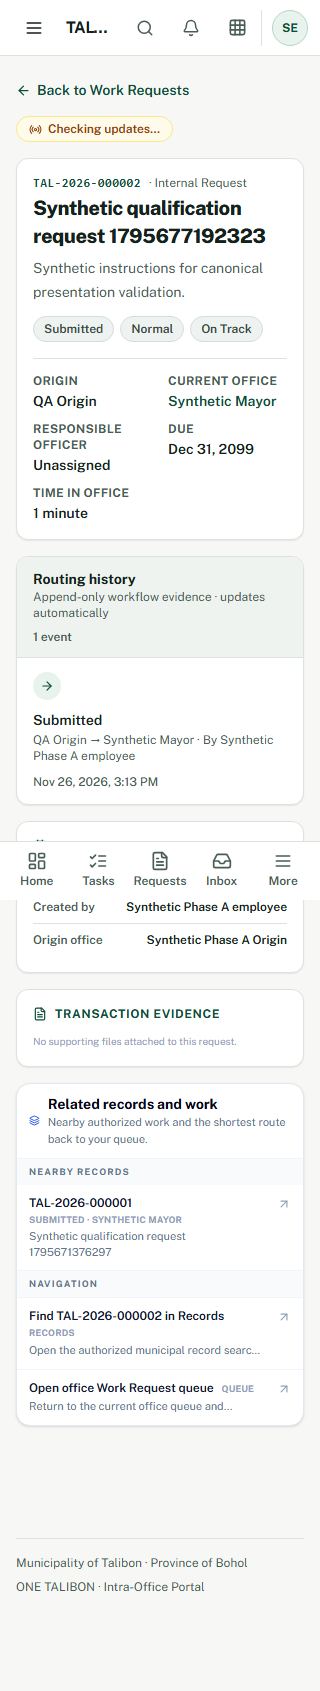 TAL...
SE
Back to Work Requests
Checking updates...
TAL-2026-000002 · Internal Request
Synthetic qualification
request 1795677192323
Synthetic instructions for canonical
presentation validation.
Submitted
Normal
On Track
ORIGIN
QA Origin
CURRENT OFFICE
Synthetic Mayor
RESPONSIBLE
OFFICER
Unassigned
DUE
Dec 31, 2099
TIME IN OFFICE
1 minute
Routing history
Append-only workflow evidence · updates
automatically
1 event
Submitted
QA Origin → Synthetic Mayor · By Synthetic
Phase A employee
Nov 26, 2026, 3:13 PM
Home
Tasks
Requests
Inbox
More
Created by Synthetic Phase A employee
Origin office Synthetic Phase A Origin
TRANSACTION EVIDENCE
No supporting files attached to this request.
Related records and work
Nearby authorized work and the shortest route
back to your queue.
NEARBY RECORDS
TAL-2026-000001
SUBMITTED · SYNTHETIC MAYOR
Synthetic qualification request
1795671376297
NAVIGATION
Find TAL-2026-000002 in Records
RECORDS
Open the authorized municipal record searc...
Open office Work Request queue QUEUE
Return to the current office queue and...
Municipality of Talibon · Province of Bohol
ONE TALIBON · Intra-Office Portal